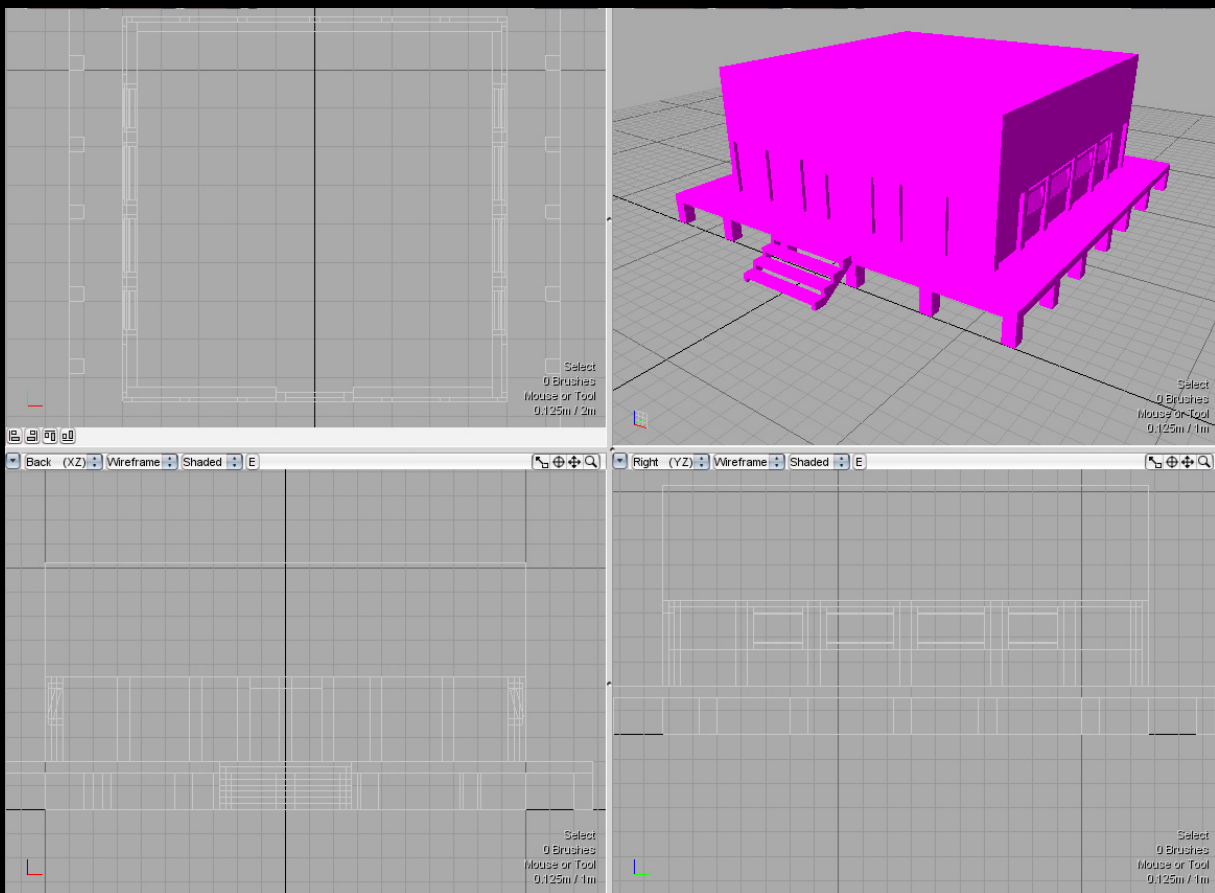 Select
0 Brushes
Mouse or Tool
0.125m / 2m
Select
0 Brushes
Mouse or Tool
0.125m / 1m
Back (XZ) Wireframe Shaded E
Right (YZ) Wireframe Shaded E
Select
0 Brushes
Mouse or Tool
0.125m / 1m
Select
0 Brushes
Mouse or Tool
0.125m / 1m